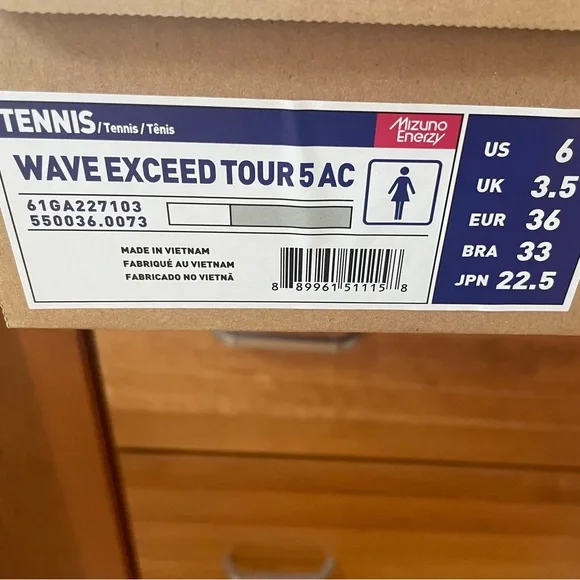 TENNIS/Tennis/Tênis
Mizuno Enerzy
WAVE EXCEED TOUR 5 AC
61GA227103
550036.0073
MADE IN VIETNAM
FABRIQUÉ AU VIETNAM
FABRICADO NO VIETNÃ
8 89961 51115 8
US 6
UK 3.5
EUR 36
BRA 33
JPN 22.5